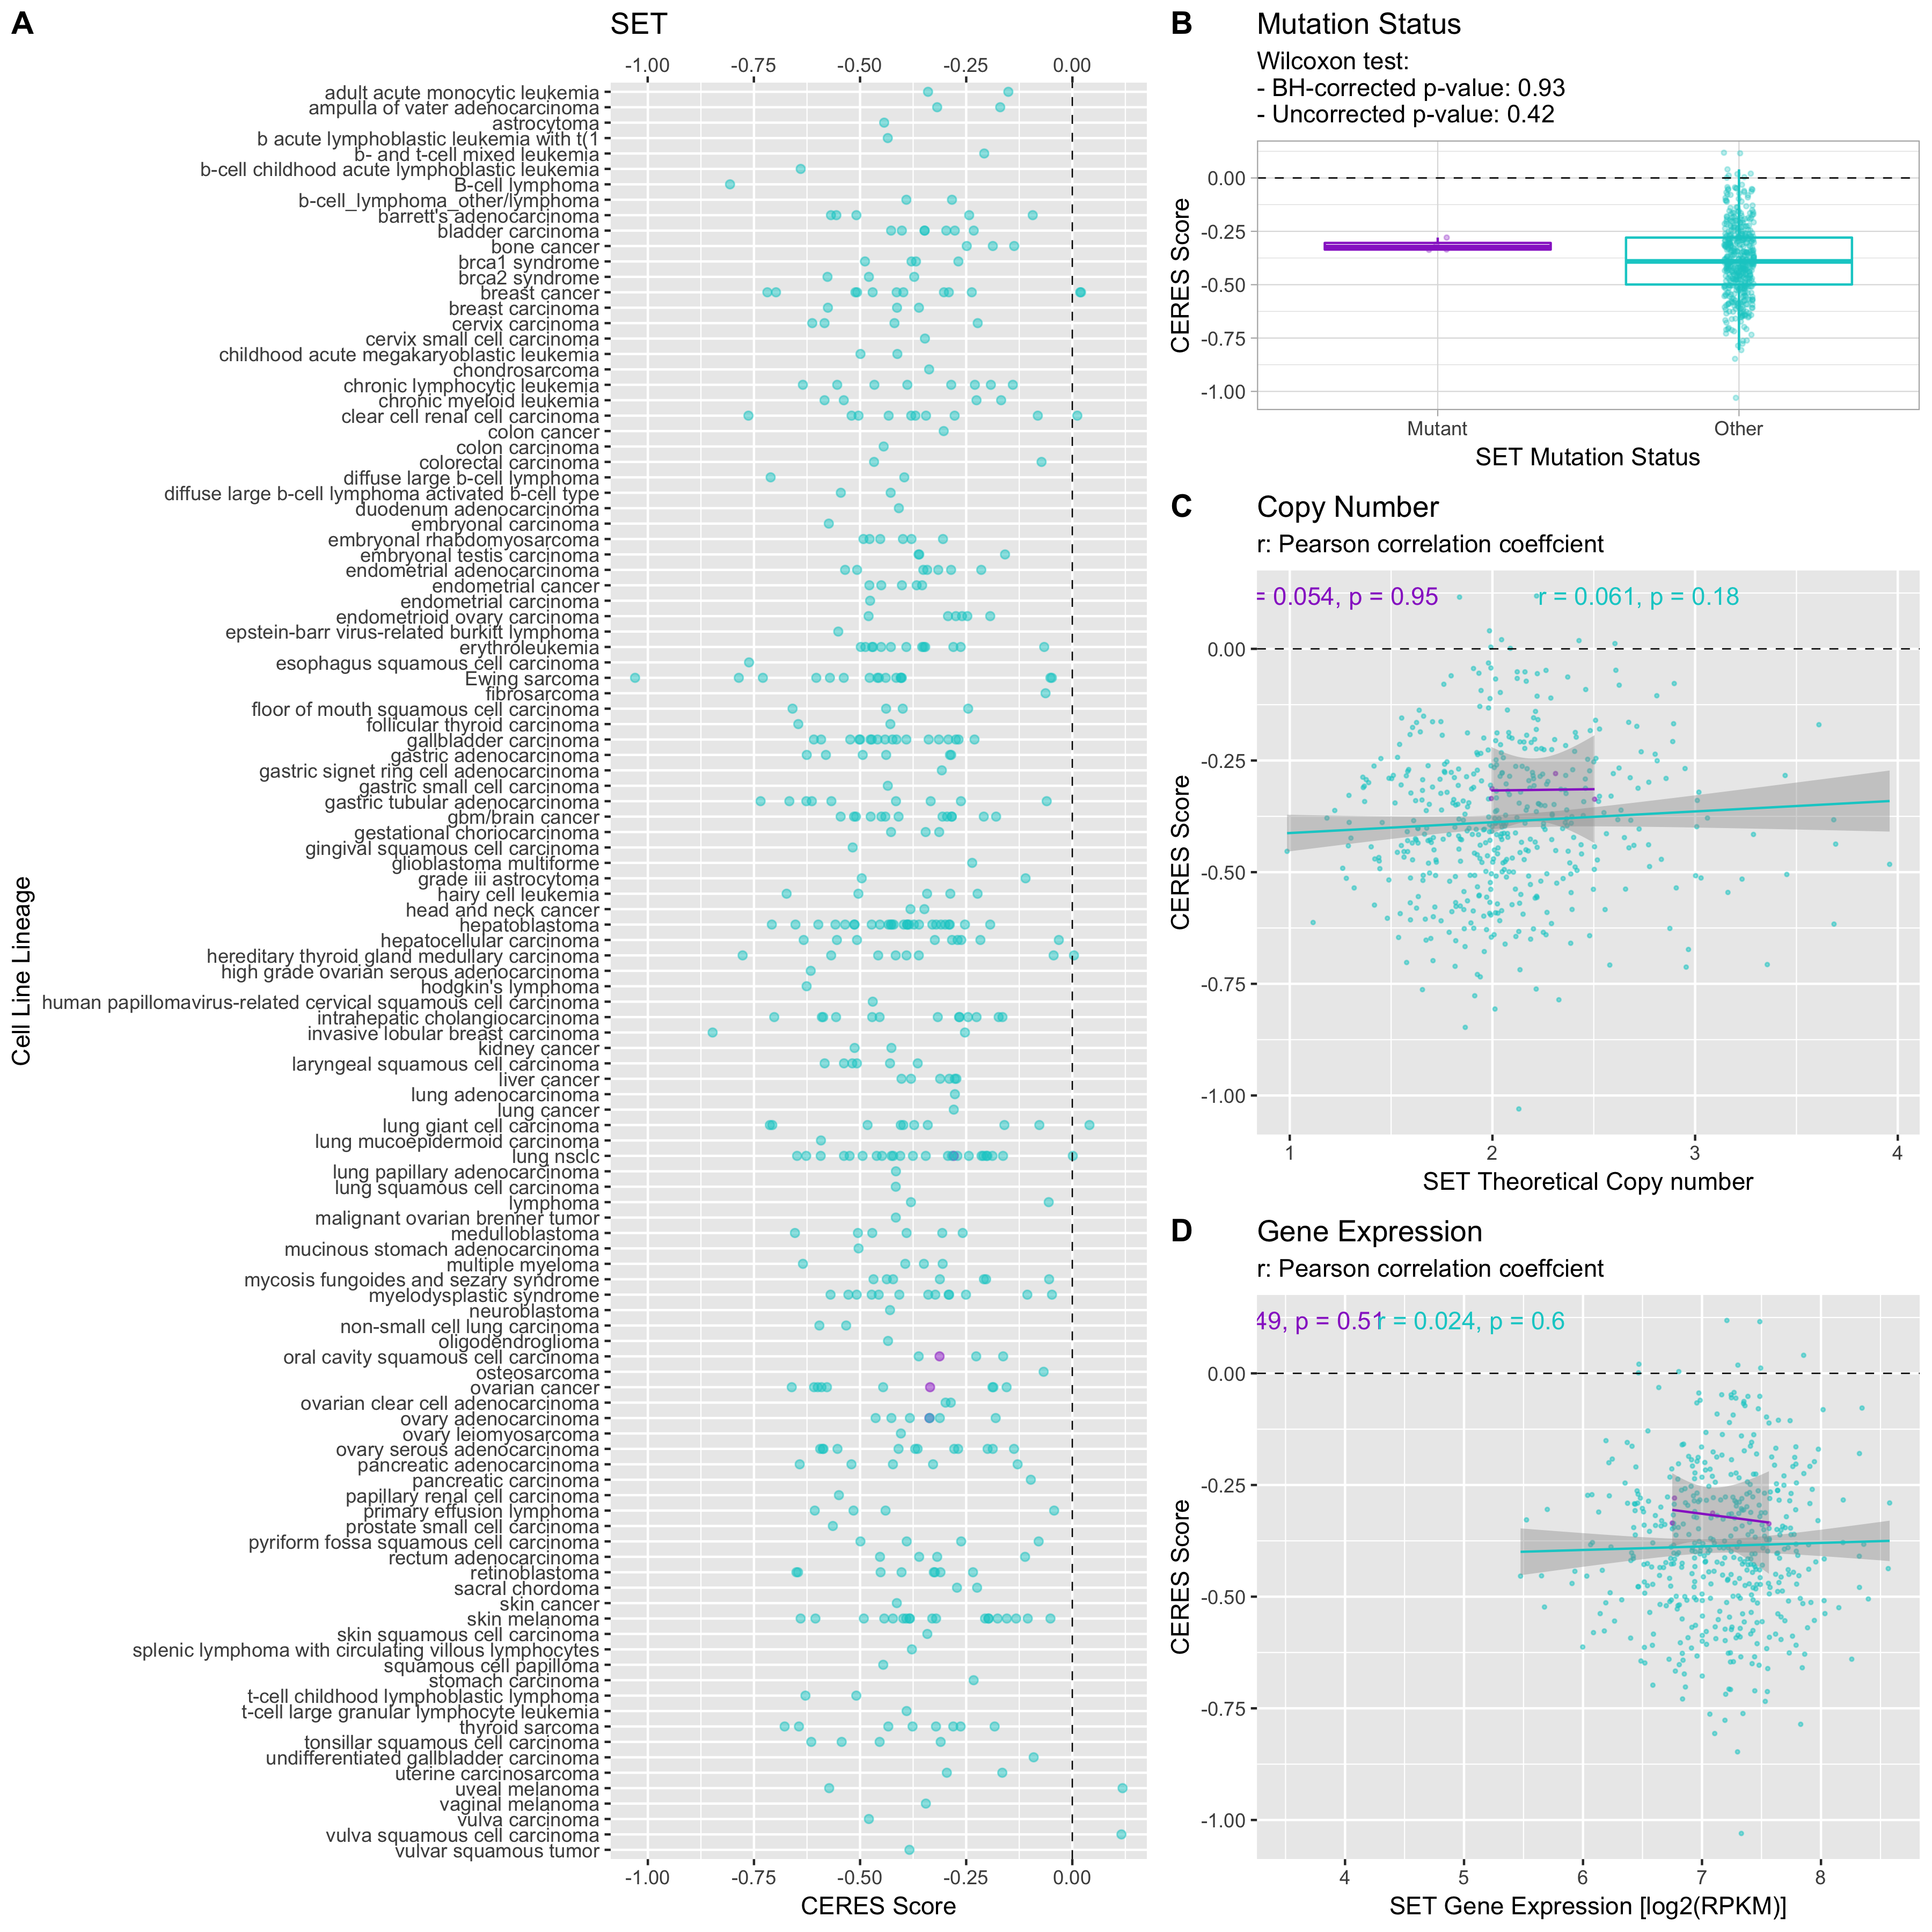 A
SET
-1.00 -0.75 -0.50 -0.25 0.00
Cell Line Lineage
adult acute monocytic leukemia
ampulla of vater adenocarcinoma
astrocytoma
b acute lymphoblastic leukemia with t(1
b- and t-cell mixed leukemia
b-cell childhood acute lymphoblastic leukemia
B-cell lymphoma
b-cell_lymphoma_other/lymphoma
barrett's adenocarcinoma
bladder carcinoma
bone cancer
brca1 syndrome
brca2 syndrome
breast cancer
breast carcinoma
cervix carcinoma
cervix small cell carcinoma
childhood acute megakaryoblastic leukemia
chondrosarcoma
chronic lymphocytic leukemia
chronic myeloid leukemia
clear cell renal cell carcinoma
colon cancer
colon carcinoma
colorectal carcinoma
diffuse large b-cell lymphoma
diffuse large b-cell lymphoma activated b-cell type
duodenum adenocarcinoma
embryonal carcinoma
embryonal rhabdomyosarcoma
embryonal testis carcinoma
endometrial adenocarcinoma
endometrial cancer
endometrial carcinoma
endometrioid ovary carcinoma
epstein-barr virus-related burkitt lymphoma
erythroleukemia
esophagus squamous cell carcinoma
Ewing sarcoma
fibrosarcoma
floor of mouth squamous cell carcinoma
follicular thyroid carcinoma
gallbladder carcinoma
gastric adenocarcinoma
gastric signet ring cell adenocarcinoma
gastric small cell carcinoma
gastric tubular adenocarcinoma
gbm/brain cancer
gestational choriocarcinoma
gingival squamous cell carcinoma
glioblastoma multiforme
grade iii astrocytoma
hairy cell leukemia
head and neck cancer
hepatoblastoma
hepatocellular carcinoma
hereditary thyroid gland medullary carcinoma
high grade ovarian serous adenocarcinoma
hodgkin's lymphoma
human papillomavirus-related cervical squamous cell carcinoma
intrahepatic cholangiocarcinoma
invasive lobular breast carcinoma
kidney cancer
laryngeal squamous cell carcinoma
liver cancer
lung adenocarcinoma
lung cancer
lung giant cell carcinoma
lung mucoepidermoid carcinoma
lung nsclc
lung papillary adenocarcinoma
lung squamous cell carcinoma
lymphoma
malignant ovarian brenner tumor
medulloblastoma
mucinous stomach adenocarcinoma
multiple myeloma
mycosis fungoides and sezary syndrome
myelodysplastic syndrome
neuroblastoma
non-small cell lung carcinoma
oligodendroglioma
oral cavity squamous cell carcinoma
osteosarcoma
ovarian cancer
ovarian clear cell adenocarcinoma
ovary adenocarcinoma
ovary leiomyosarcoma
ovary serous adenocarcinoma
pancreatic adenocarcinoma
pancreatic carcinoma
papillary renal cell carcinoma
primary effusion lymphoma
prostate small cell carcinoma
pyriform fossa squamous cell carcinoma
rectum adenocarcinoma
retinoblastoma
sacral chordoma
skin cancer
skin melanoma
skin squamous cell carcinoma
splenic lymphoma with circulating villous lymphocytes
squamous cell papilloma
stomach carcinoma
t-cell childhood lymphoblastic lymphoma
t-cell large granular lymphocyte leukemia
thyroid sarcoma
tonsillar squamous cell carcinoma
undifferentiated gallbladder carcinoma
uterine carcinosarcoma
uveal melanoma
vaginal melanoma
vulva carcinoma
vulva squamous cell carcinoma
vulvar squamous tumor
-1.00 -0.75 -0.50 -0.25 0.00
CERES Score
B
Mutation Status
Wilcoxon test:
- BH-corrected p-value: 0.93
- Uncorrected p-value: 0.42
CERES Score
0.00
-0.25
-0.50
-0.75
-1.00
Mutant Other
SET Mutation Status
C
Copy Number
r: Pearson correlation coeffcient
= 0.054, p = 0.95 r = 0.061, p = 0.18
CERES Score
0.00
-0.25
-0.50
-0.75
-1.00
1 2 3 4
SET Theoretical Copy number
D
Gene Expression
r: Pearson correlation coeffcient
49, p = 0.51 r = 0.024, p = 0.6
CERES Score
0.00
-0.25
-0.50
-0.75
-1.00
4 5 6 7 8
SET Gene Expression [log2(RPKM)]